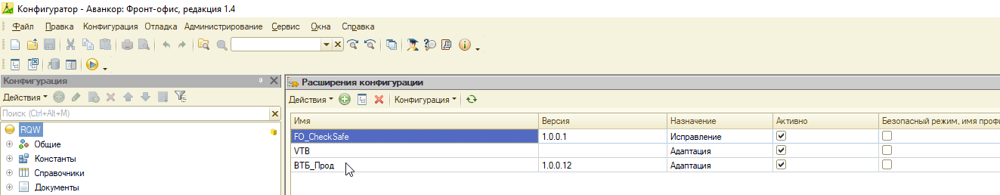 Конфигуратор - Аванкор: Фронт-офис, редакция 1.4
Файл Правка Конфигурация Отладка Администрирование Сервис Окна Справка
Конфигурация
Действия
Поиск (Ctrl+Alt+M)
RQW
Общие
Константы
Справочники
Документы
Расширения конфигурации
Действия Конфигурация
Имя Версия Назначение Активно Безопасный режим, имя профи
FO_CheckSafe 1.0.0.1 Исправление
VTB Адаптация
ВТБ_Прод 1.0.0.12 Адаптация